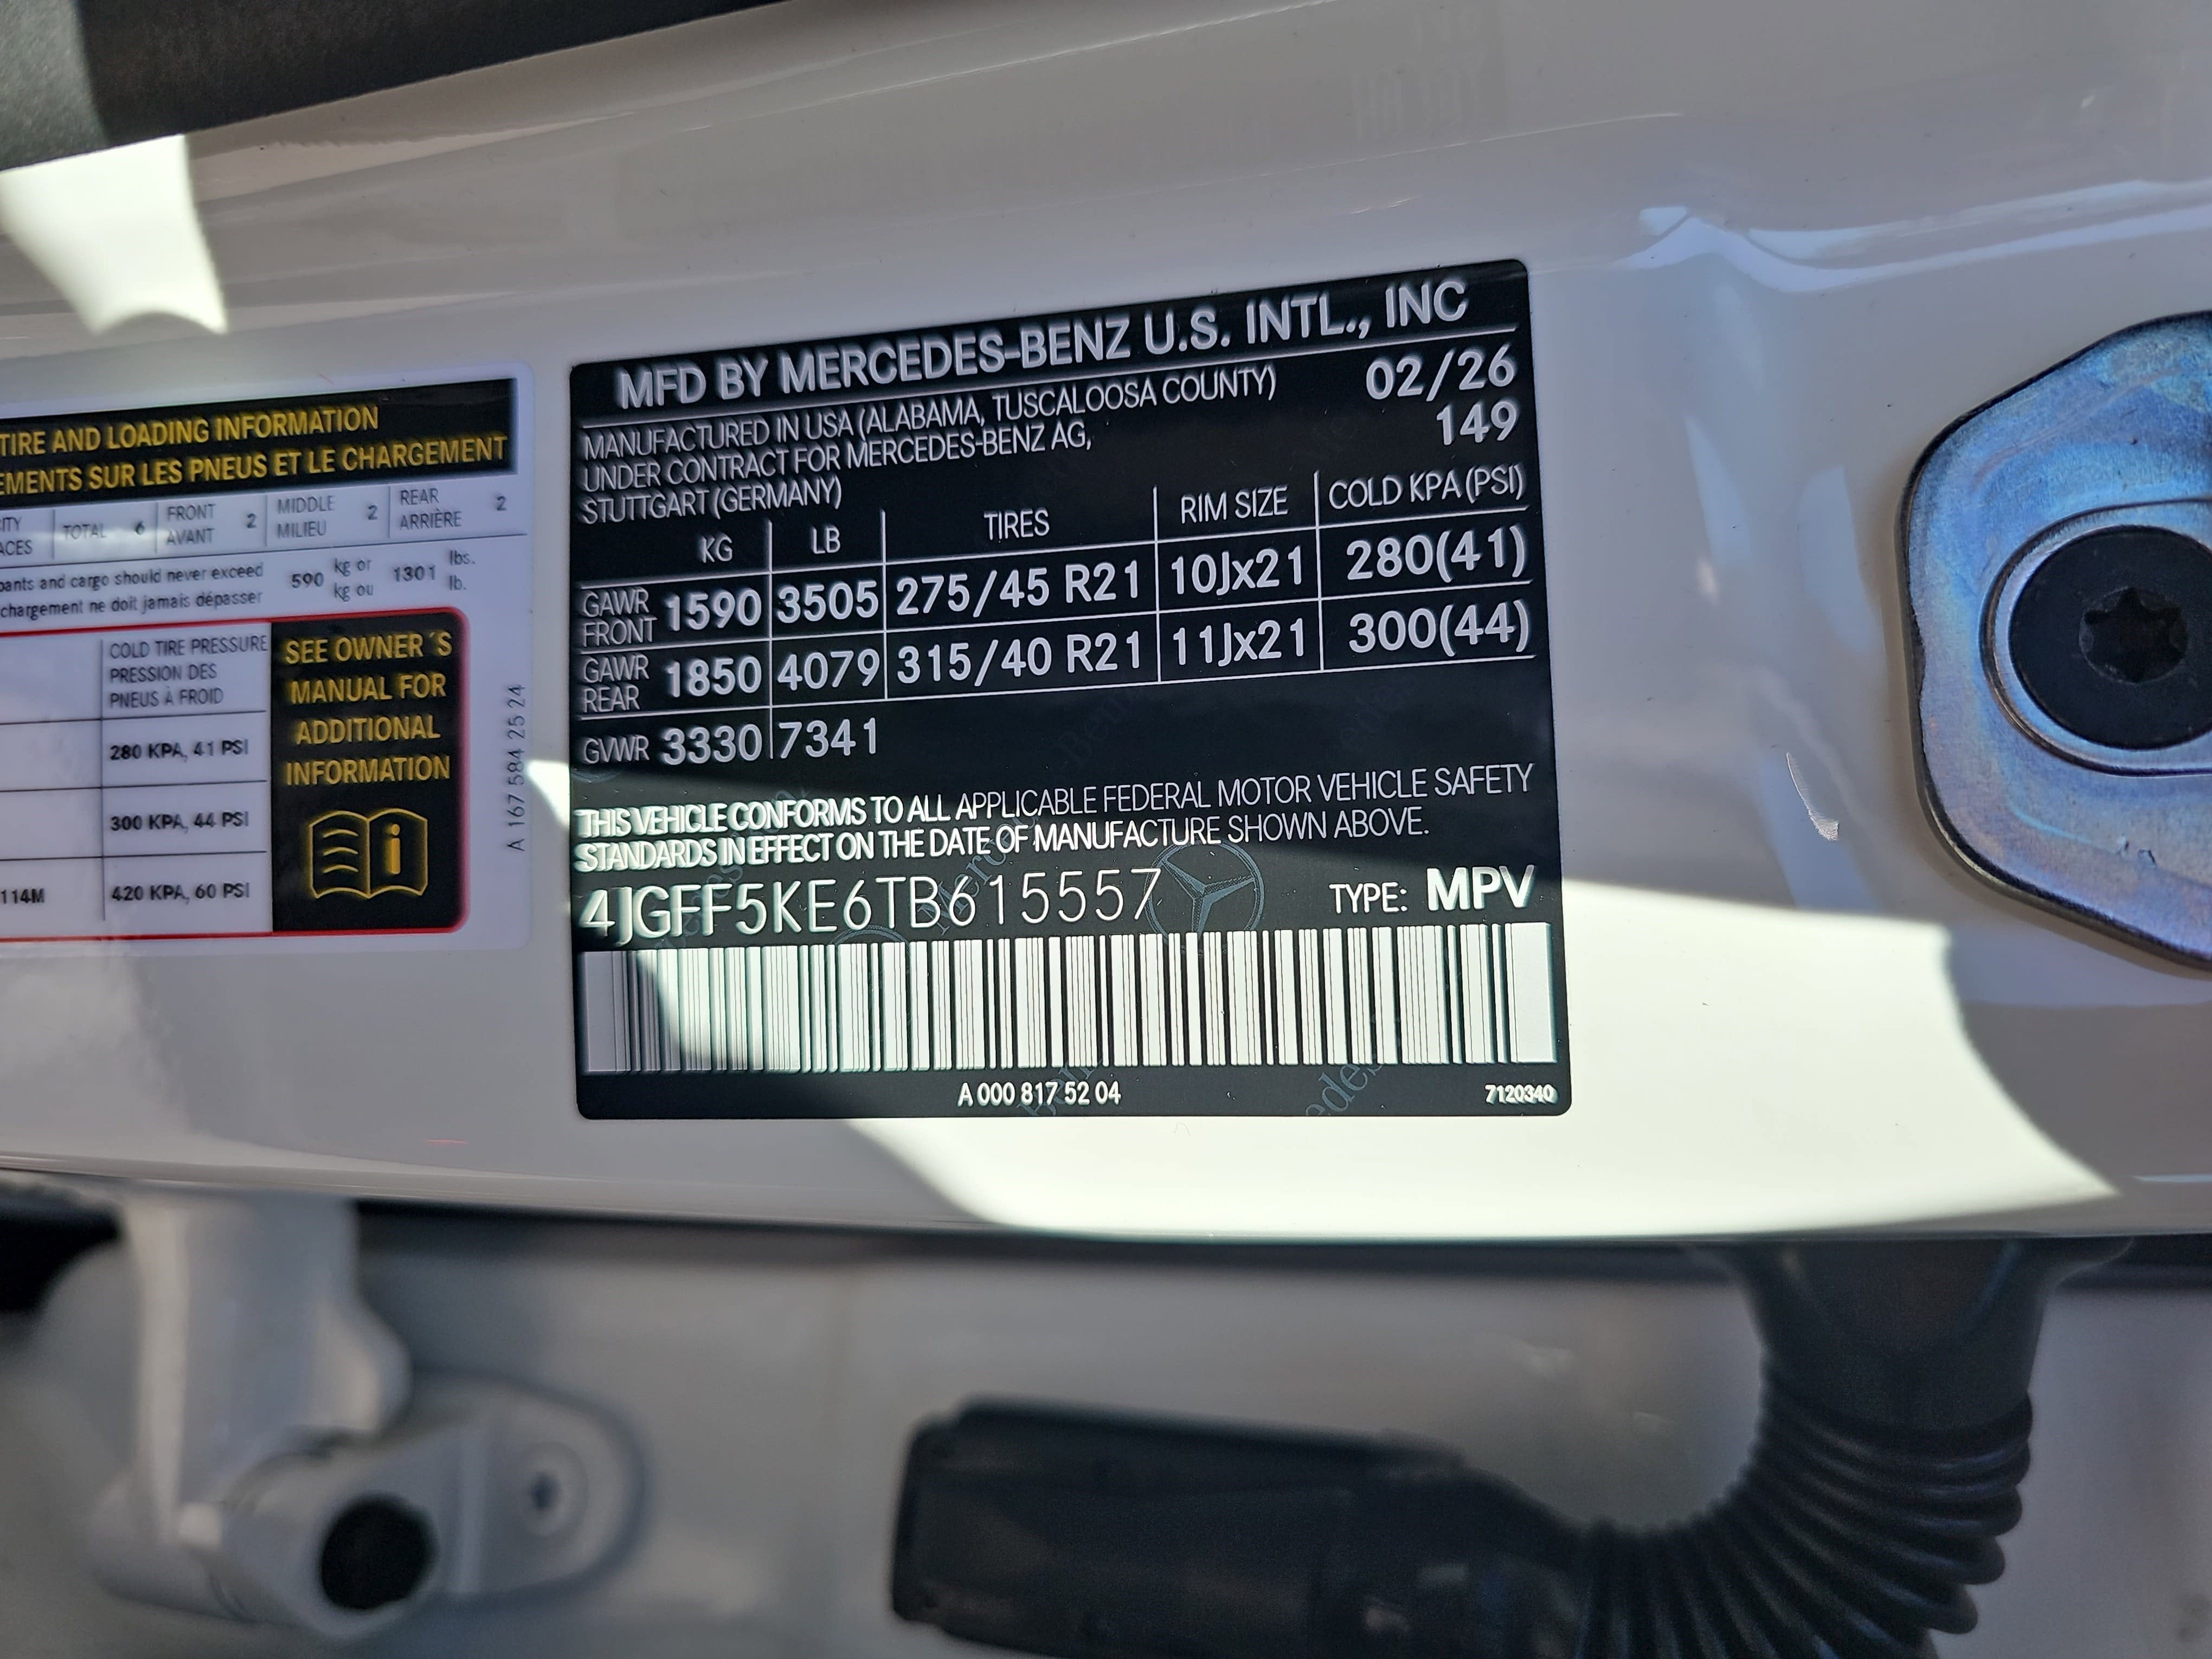 TIRE AND LOADING INFORMATION
EMENTS SUR LES PNEUS ET LE CHARGEMENT
ITY
ACES
TOTAL 6
FRONT
AVANT 2
MIDDLE
MILIEU 2
REAR
ARRIÈRE 2
pants and cargo should never exceed
chargement ne doit jamais dépasser
590 kg or
kg ou
1301 lbs.
lb.
COLD TIRE PRESSURE
PRESSION DES
PNEUS À FROID
280 KPA, 41 PSI
300 KPA, 44 PSI
114M
420 KPA, 60 PSI
SEE OWNER´S
MANUAL FOR
ADDITIONAL
INFORMATION
A 167 584 25 24
MFD BY MERCEDES-BENZ U.S. INTL., INC
MANUFACTURED IN USA (ALABAMA, TUSCALOOSA COUNTY) 02/26
UNDER CONTRACT FOR MERCEDES-BENZ AG, 149
STUTTGART (GERMANY)
KG LB TIRES RIM SIZE COLD KPA (PSI)
GAWR
FRONT 1590 3505 275/45 R21 10Jx21 280(41)
GAWR
REAR 1850 4079 315/40 R21 11Jx21 300(44)
GVWR 3330 7341
THIS VEHICLE CONFORMS TO ALL APPLICABLE FEDERAL MOTOR VEHICLE SAFETY
STANDARDS IN EFFECT ON THE DATE OF MANUFACTURE SHOWN ABOVE.
4JGFF5KE6TB615557 TYPE: MPV
A 000 817 52 04 7120340